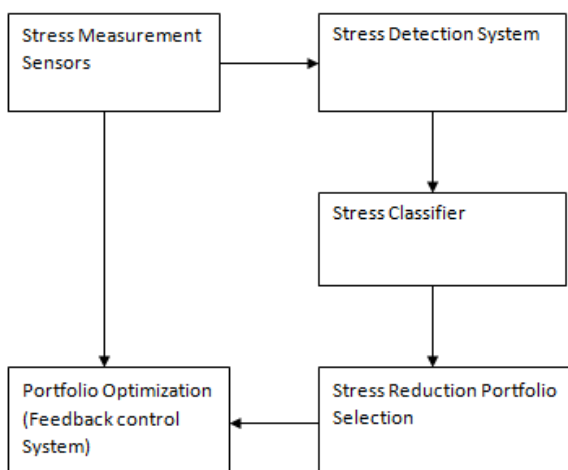 Stress Measurement
Sensors
Stress Detection System
Stress Classifier
Portfolio Optimization
(Feedback control
System)
Stress Reduction Portfolio
Selection